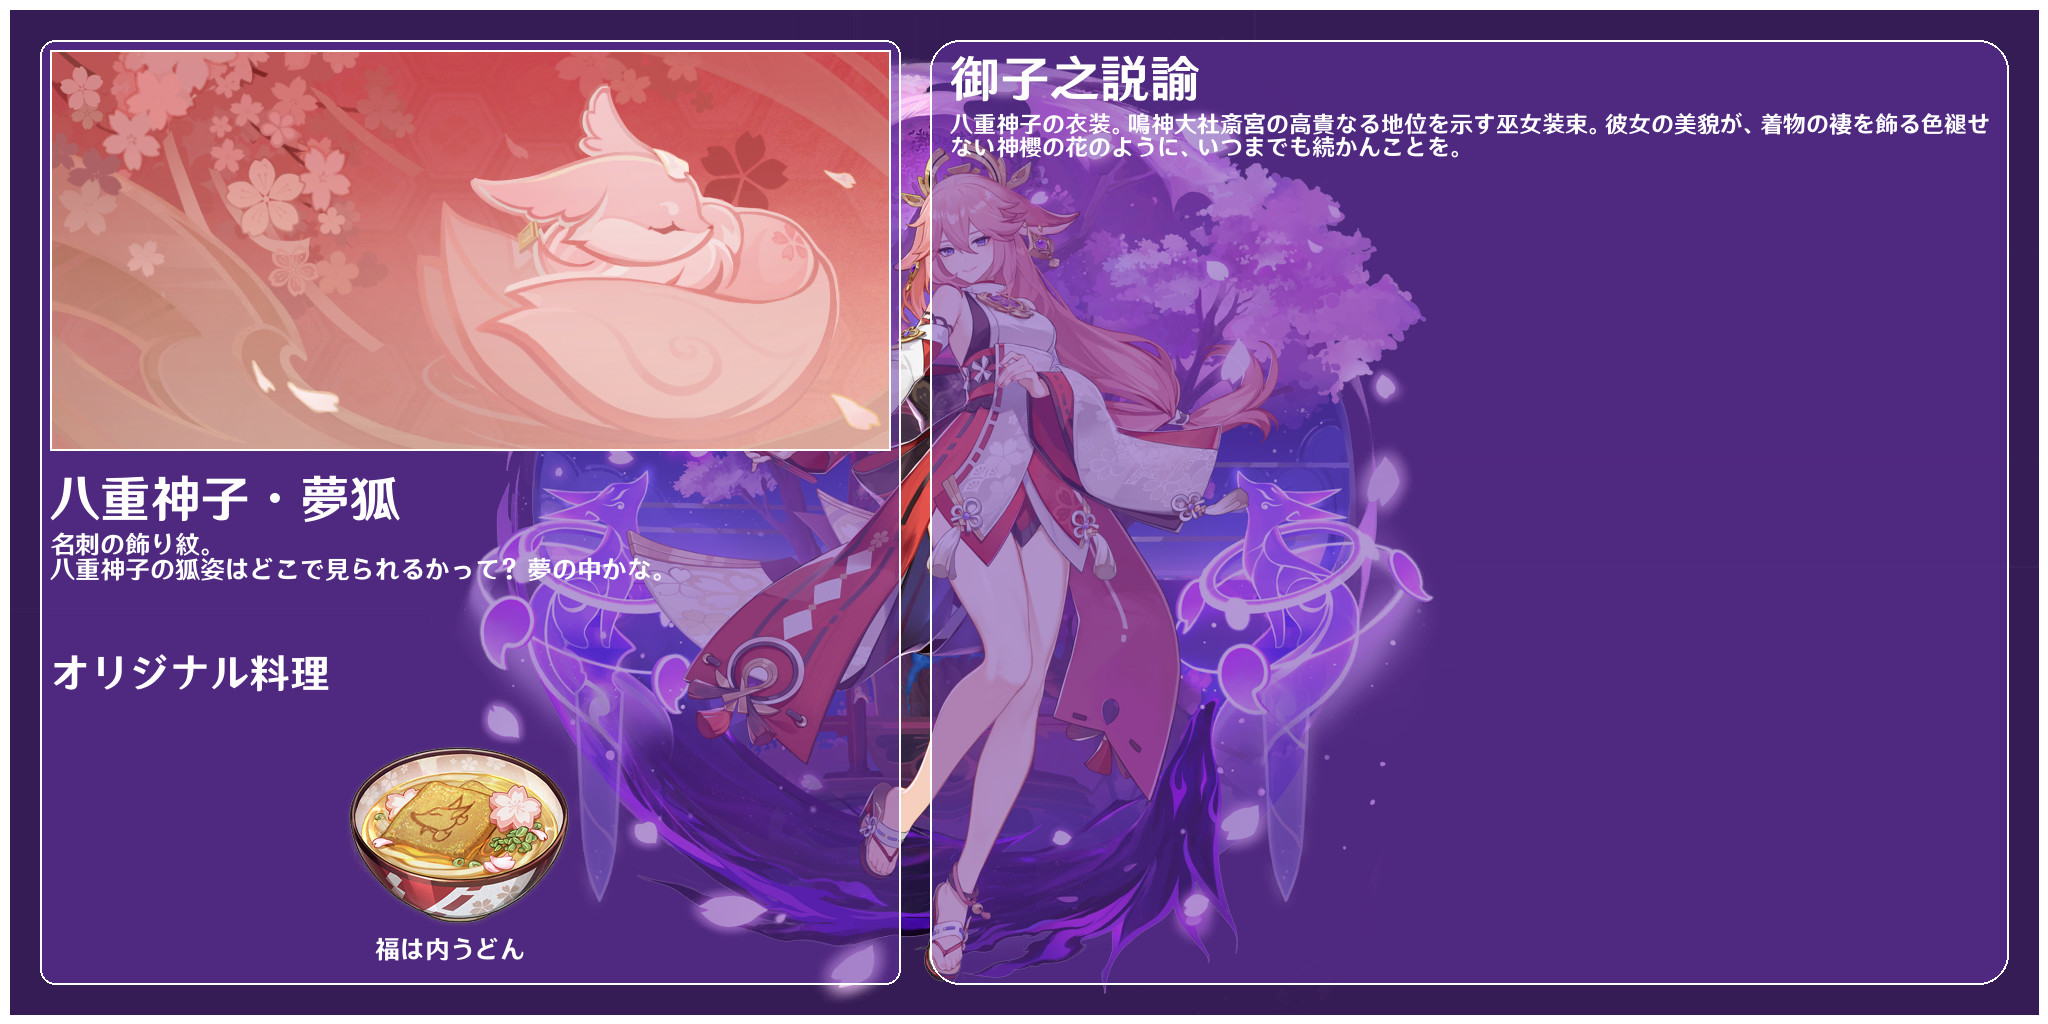 八重神子・夢狐
名刺の飾り紋。
八重神子の狐姿はどこで見られるかって？夢の中かな。
オリジナル料理
福は内うどん
御子之説諭
八重神子の衣装。鳴神大社斎宮の高貴なる地位を示す巫女装束。彼女の美貌が、着物の褄を飾る色褪せ
ない神櫻の花のように、いつまでも続かんことを。